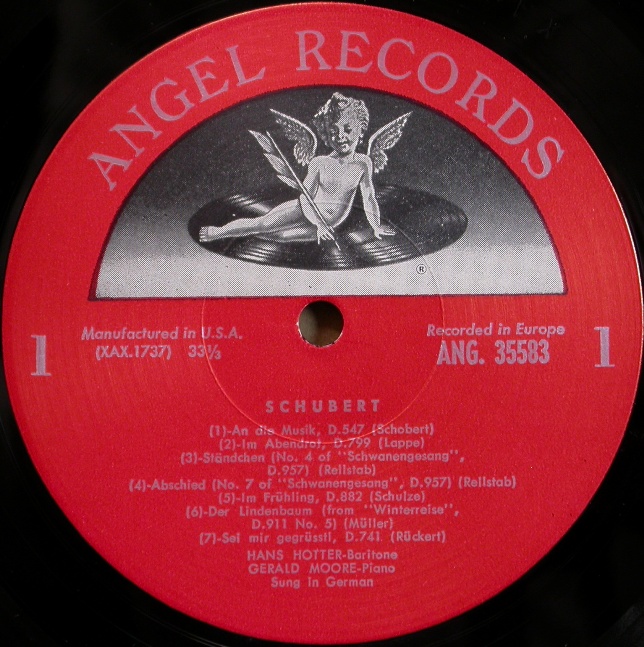 ANGEL RECORDS
®
1
Manufactured in U.S.A.
(XAX.1737) 33⅓
Recorded in Europe
ANG. 35583
1
SCHUBERT
(1)-An die Musik, D.547 (Schobert)
(2)-Im Abendrot, D.799 (Lappe)
(3)-Ständchen (No. 4 of "Schwanengesang",
D.957) (Rellstab)
(4)-Abschied (No. 7 of "Schwanengesang", D.957) (Rellstab)
(5)-Im Frühling, D.882 (Schulze)
(6)-Der Lindenbaum (from "Winterreise",
D.911 No. 5) (Müller)
(7)-Sei mir gegrüsstl, D.741 (Rückert)
HANS HOTTER-Baritone
GERALD MOORE-Piano
Sung in German